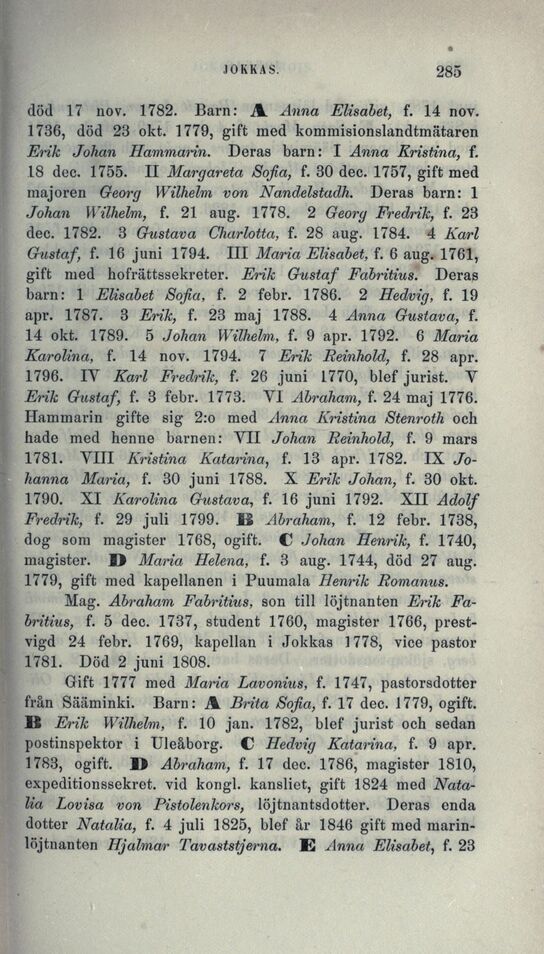 JOKKAS. 285
död 17 nov. 1782. Barn: A Anna Elisabet, f. 14 nov.
1736, död 23 okt. 1779, gift med kommisionslandtmätaren
Erik Johan Hammarin. Deras barn: I Anna Kristina, f.
18 dec. 1755. II Margareta Sofia, f. 30 dec. 1757, gift med
majoren Georg Wilhelm von Nandelstadh. Deras barn: 1
Johan Wilhelm, f. 21 aug. 1778. 2 Georg Fredrik, f. 23
dec. 1782. 3 Gustava Charlotta, f. 28 aug. 1784. 4 Karl
Gustaf, f. 16 juni 1794. III Maria Elisabet, f. 6 aug. 1761,
gift med hofrättssekreter. Erik Gustaf Fabritius. Deras
barn: 1 Elisabet Sofia, f. 2 febr. 1786. 2 Hedvig, f. 19
apr. 1787. 3 Erik, f. 23 maj 1788. 4 Anna Gustava, f.
14 okt. 1789. 5 Johan Wilhelm, f. 9 apr. 1792. 6 Maria
Karolina, f. 14 nov. 1794. 7 Erik Reinhold, f. 28 apr.
1796. IV Karl Fredrik, f. 26 juni 1770, blef jurist. V
Erik Gustaf, f. 3 febr. 1773. VI Abraham, f. 24 maj 1776.
Hammarin gifte sig 2:o med Anna Kristina Stenroth och
hade med henne barnen: VII Johan Reinhold, f. 9 mars
1781. VIII Kristina Katarina, f. 13 apr. 1782. IX Jo-
hanna Maria, f. 30 juni 1788. X Erik Johan, f. 30 okt.
1790. XI Karolina Gustava, f. 16 juni 1792. XII Adolf
Fredrik, f. 29 juli 1799. B Abraham, f. 12 febr. 1738,
dog som magister 1768, ogift. C Johan Henrik, f. 1740,
magister. D Maria Helena, f. 3 aug. 1744, död 27 aug.
1779, gift med kapellanen i Puumala Henrik Romanus.
Mag. Abraham Fabritius, son till löjtnanten Erik Fa-
britius, f. 5 dec. 1737, student 1760, magister 1766, prest-
vigd 24 febr. 1769, kapellan i Jokkas 1778, vice pastor
1781. Död 2 juni 1808.
Gift 1777 med Maria Lavonius, f. 1747, pastorsdotter
från Sääminki. Barn: A Brita Sofia, f. 17 dec. 1779, ogift.
B Erik Wilhelm, f. 10 jan. 1782, blef jurist och sedan
postinspektor i Uleåborg. C Hedvig Katarina, f. 9 apr.
1783, ogift. D Abraham, f. 17 dec. 1786, magister 1810,
expeditionssekret. vid kongl. kansliet, gift 1824 med Nata-
lia Lovisa von Pistolenkors, löjtnantsdotter. Deras enda
dotter Natalia, f. 4 juli 1825, blef år 1846 gift med marin-
löjtnanten Hjalmar Tavaststjerna. E Anna Elisabet, f. 23